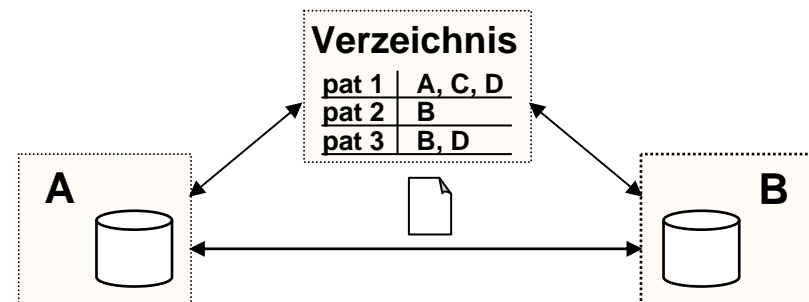 Verzeichnis
pat 1 A, C, D
pat 2 B
pat 3 B, D
A
B